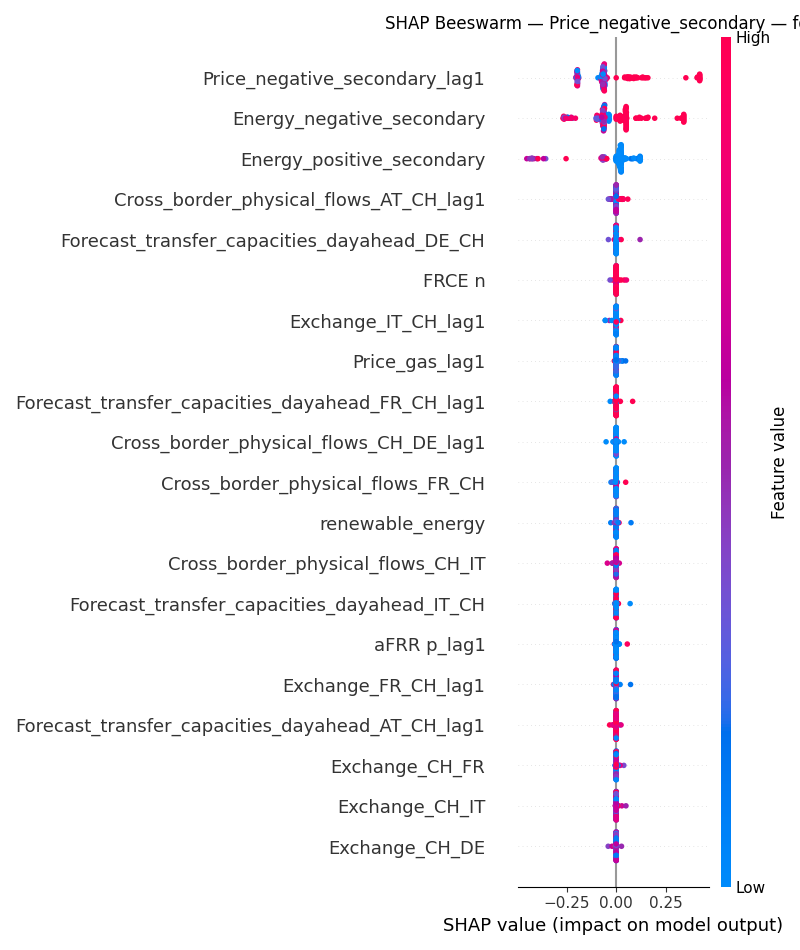 SHAP Beeswarm — Price_negative_secondary — fo
High
Price_negative_secondary_lag1
Energy_negative_secondary
Energy_positive_secondary
Cross_border_physical_flows_AT_CH_lag1
Forecast_transfer_capacities_dayahead_DE_CH
FRCE n
Exchange_IT_CH_lag1
Price_gas_lag1
Forecast_transfer_capacities_dayahead_FR_CH_lag1
Cross_border_physical_flows_CH_DE_lag1
Cross_border_physical_flows_FR_CH
renewable_energy
Cross_border_physical_flows_CH_IT
Forecast_transfer_capacities_dayahead_IT_CH
aFRR p_lag1
Exchange_FR_CH_lag1
Forecast_transfer_capacities_dayahead_AT_CH_lag1
Exchange_CH_FR
Exchange_CH_IT
Exchange_CH_DE
Feature value
Low
−0.25 0.00 0.25
SHAP value (impact on model output)